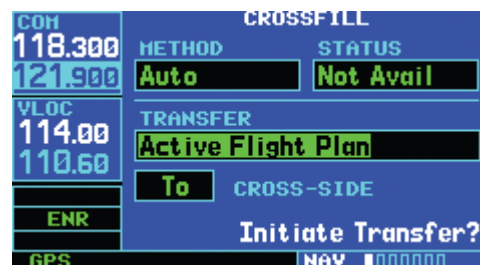 COM
118.300
121.900
VLOC
114.00
110.60
ENR
GPS
CROSSFILL
METHOD STATUS
Auto Not Avail
TRANSFER
Active Flight Plan
To CROSS-SIDE
Initiate Transfer?
NAV